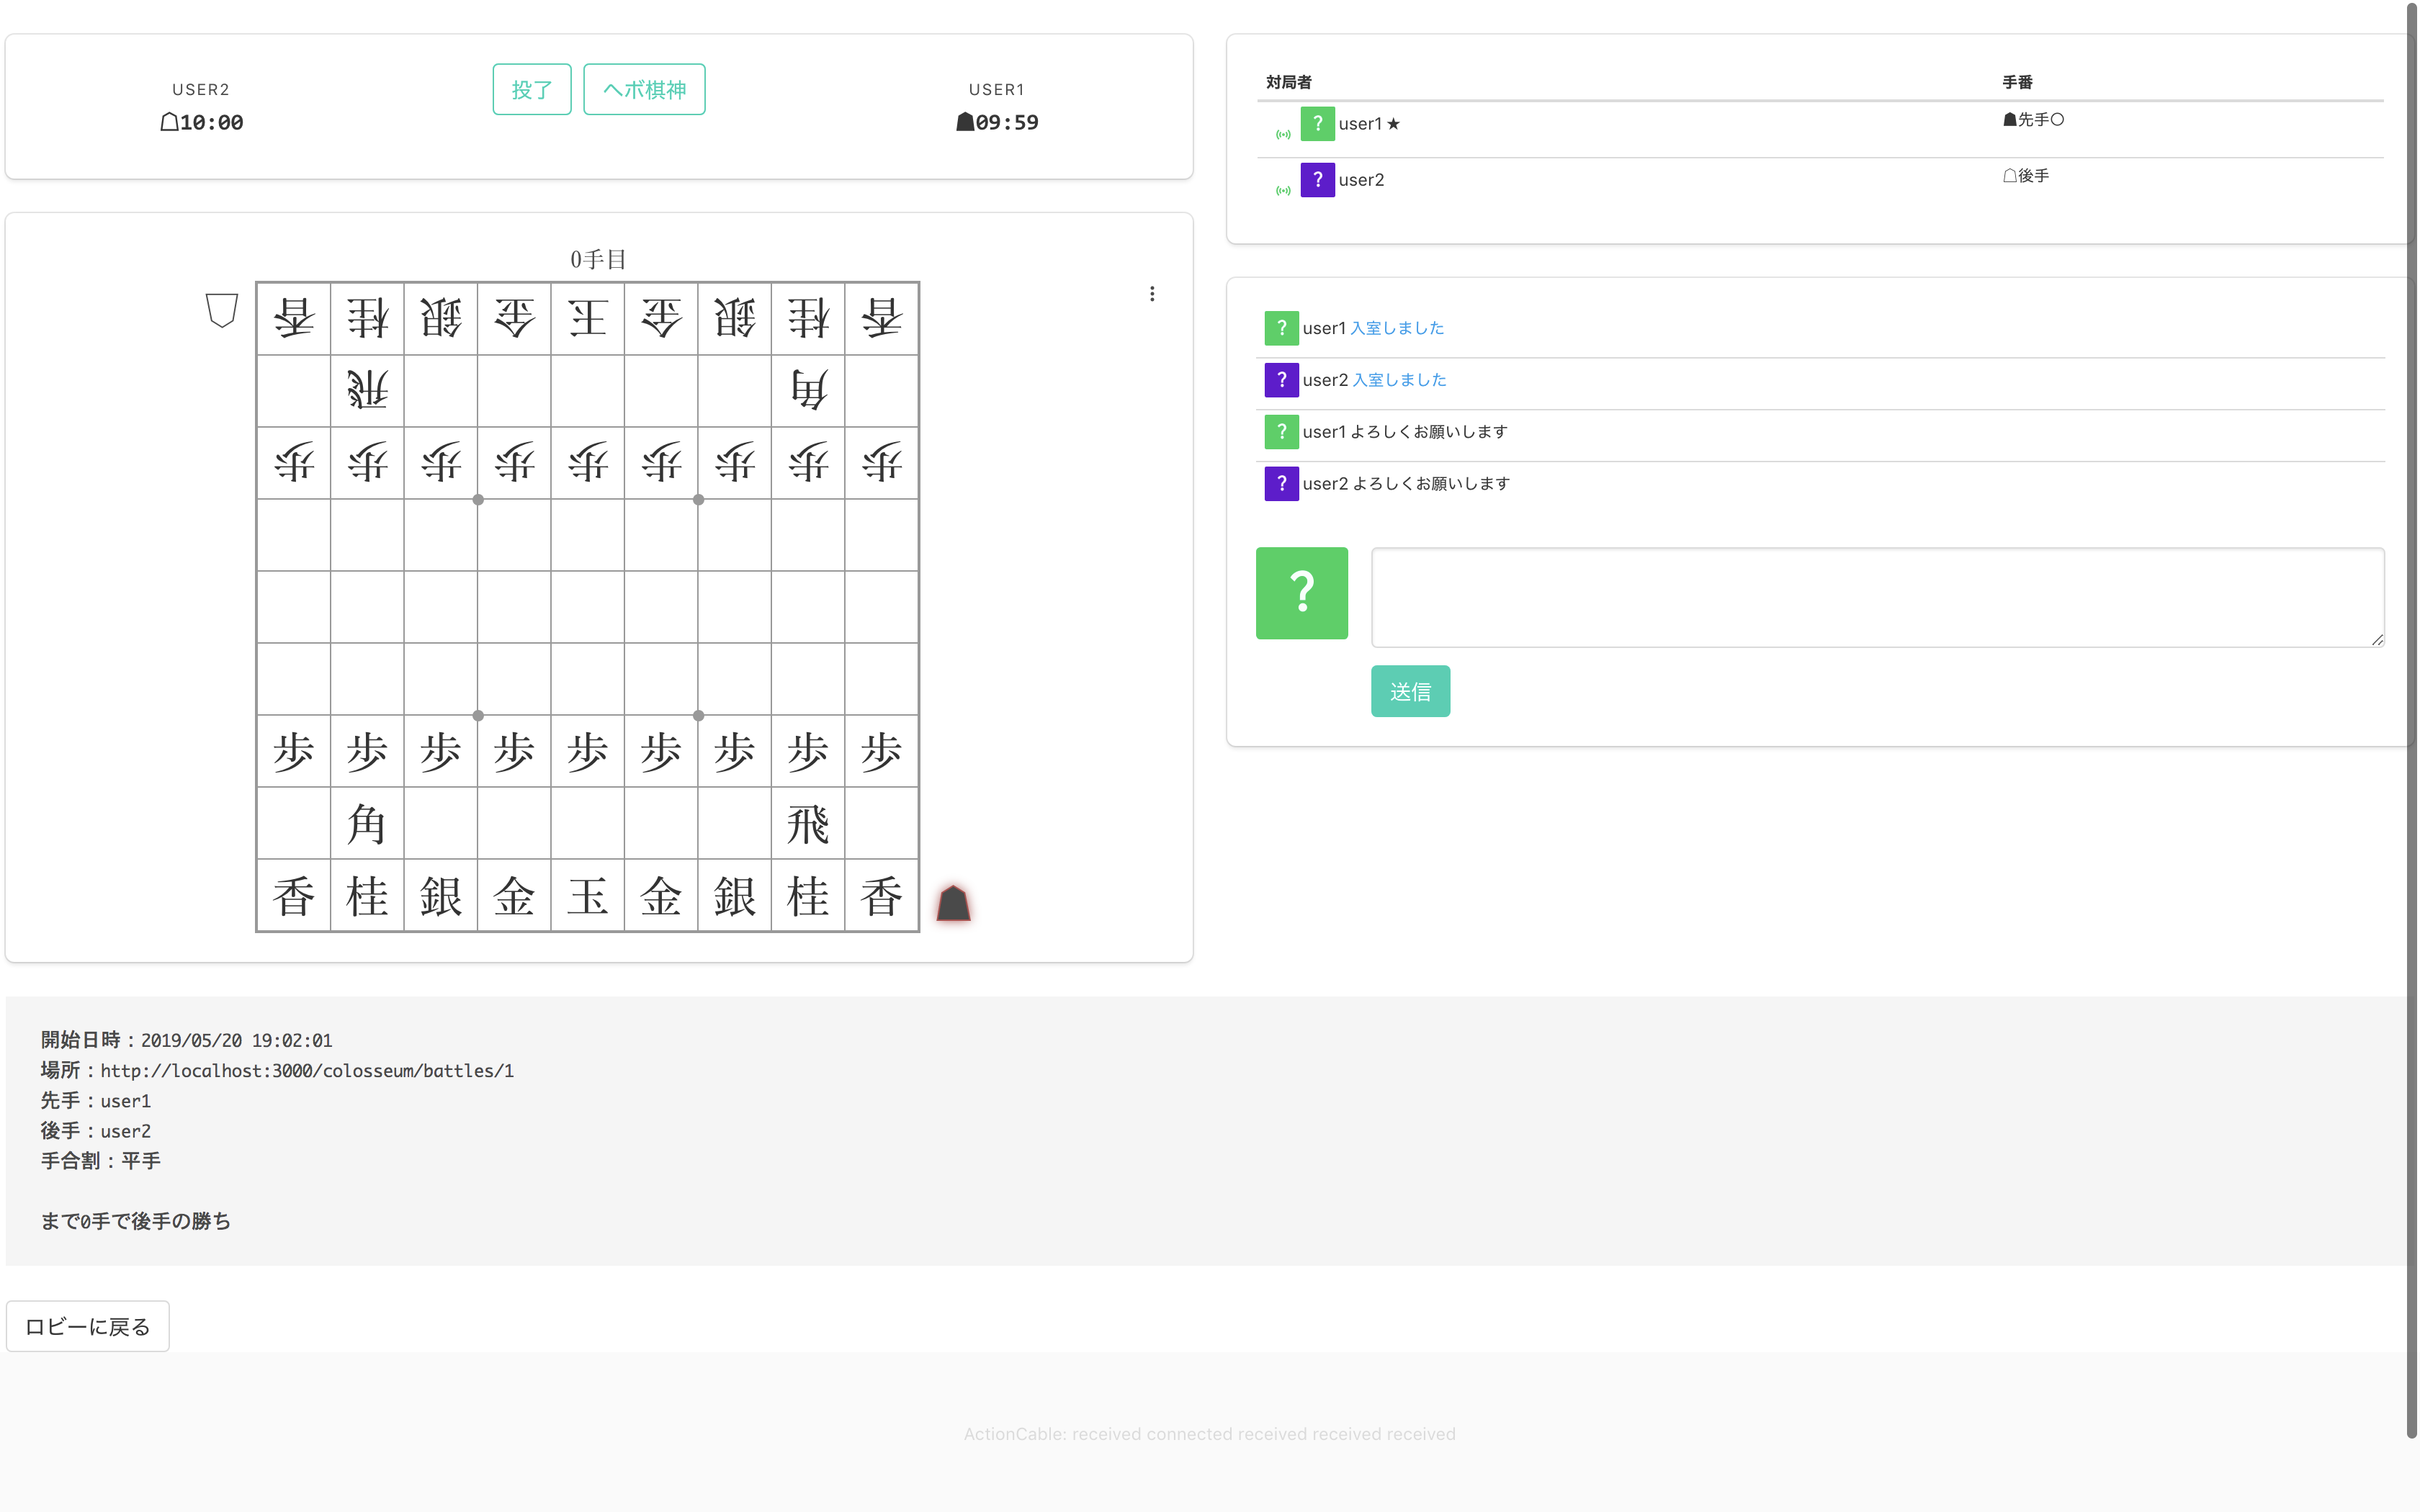 USER2
10:00
投了
ヘボ棋神
USER1
09:59
0手目
香桂銀金王金銀桂香
飛角
歩歩歩歩歩歩歩歩歩
歩歩歩歩歩歩歩歩歩
角飛
香桂銀金玉金銀桂香
対局者 手番
? user1 ★ 先手〇
? user2 後手
? user1 入室しました
? user2 入室しました
? user1 よろしくお願いします
? user2 よろしくお願いします
?
送信
開始日時：2019/05/20 19:02:01
場所：http://localhost:3000/colosseum/battles/1
先手：user1
後手：user2
手合割：平手
まで0手で後手の勝ち
ロビーに戻る
ActionCable: received connected received received received